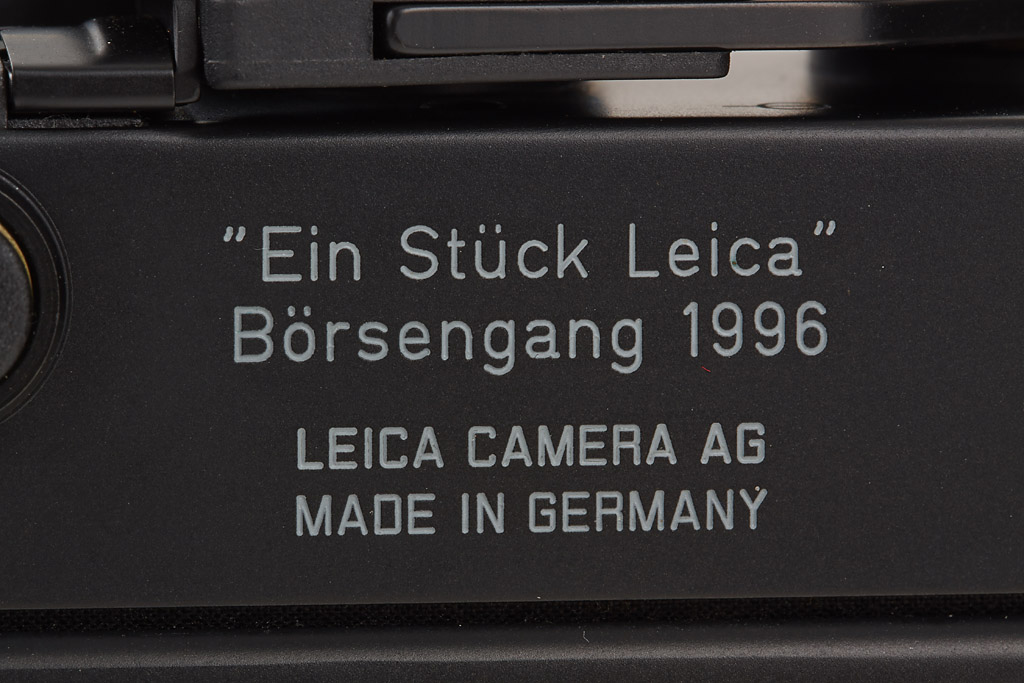 "Ein Stück Leica"
Börsengang 1996
LEICA CAMERA AG
MADE IN GERMANY